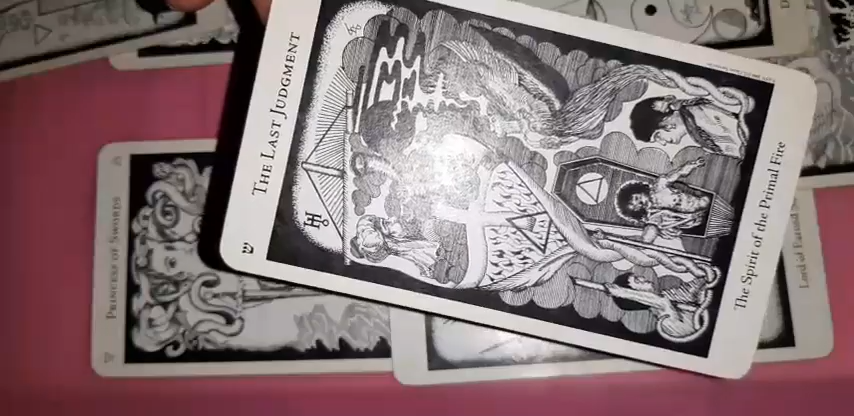 THE LAST JUDGMENT
ש
The Spirit of the Primal Fire
PRINCESS OF SWORDS
Lord of